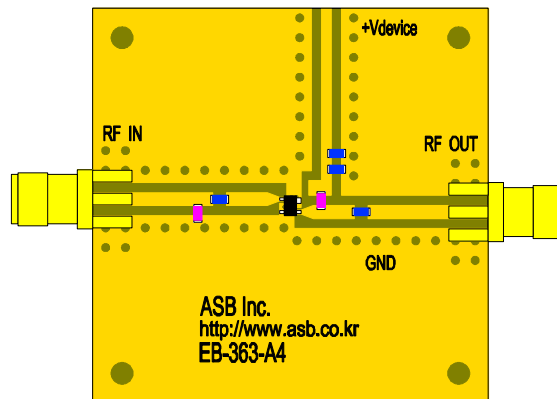 +Vdevice
RF IN
RF OUT
GND
ASB Inc.
http://www.asb.co.kr
EB-363-A4